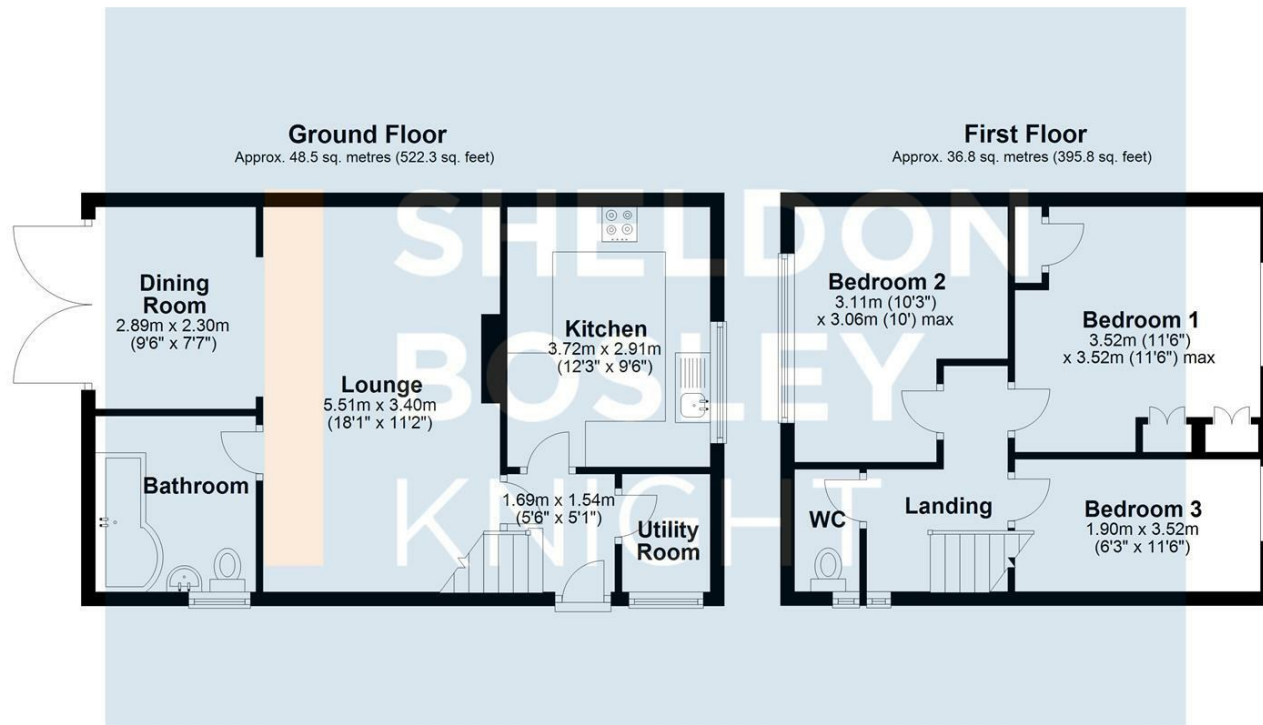 Ground Floor
Approx. 48.5 sq. metres (522.3 sq. feet)
First Floor
Approx. 36.8 sq. metres (395.8 sq. feet)
SHELDON
BOSLEY
KNIGHT
Dining
Room
2.89m x 2.30m
(9'6" x 7'7")
Lounge
5.51m x 3.40m
(18'1" x 11'2")
Kitchen
3.72m x 2.91m
(12'3" x 9'6")
Bathroom
1.69m x 1.54m
(5'6" x 5'1")
Utility
Room
Bedroom 2
3.11m (10'3")
x 3.06m (10') max
Bedroom 1
3.52m (11'6")
x 3.52m (11'6") max
WC
Landing
Bedroom 3
1.90m x 3.52m
(6'3" x 11'6")